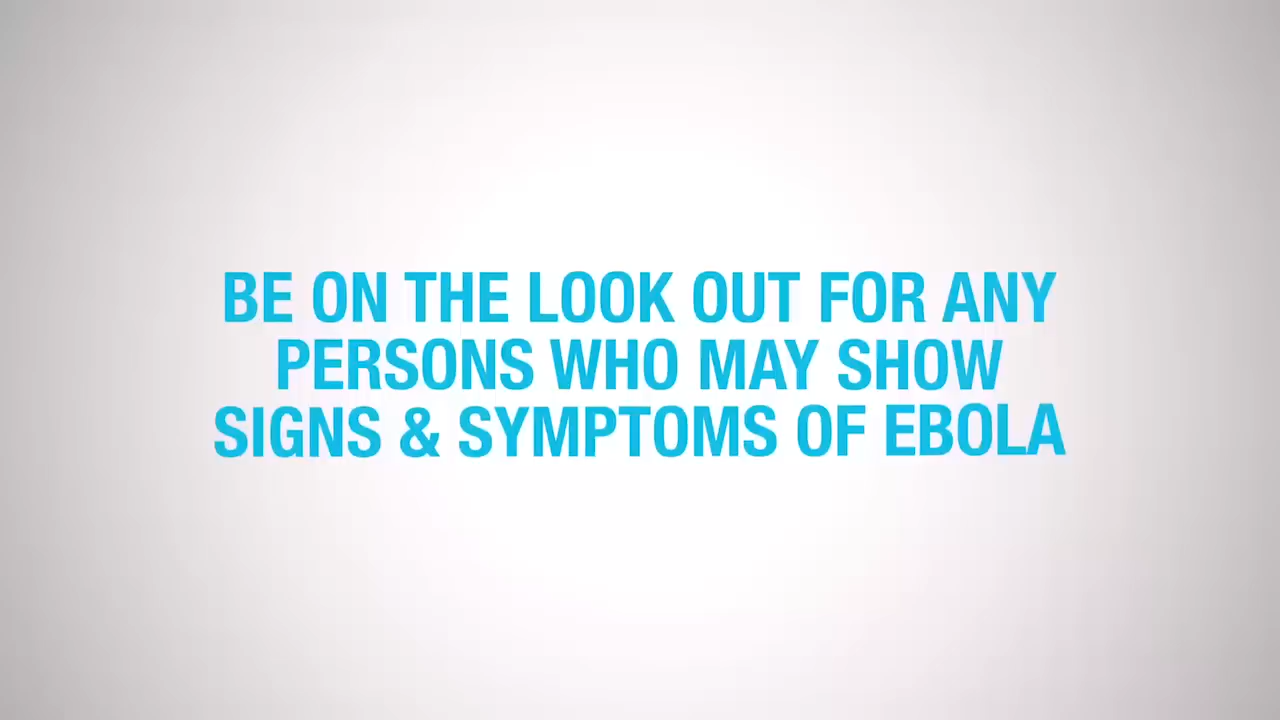 BE ON THE LOOK OUT FOR ANY
PERSONS WHO MAY SHOW
SIGNS & SYMPTOMS OF EBOLA